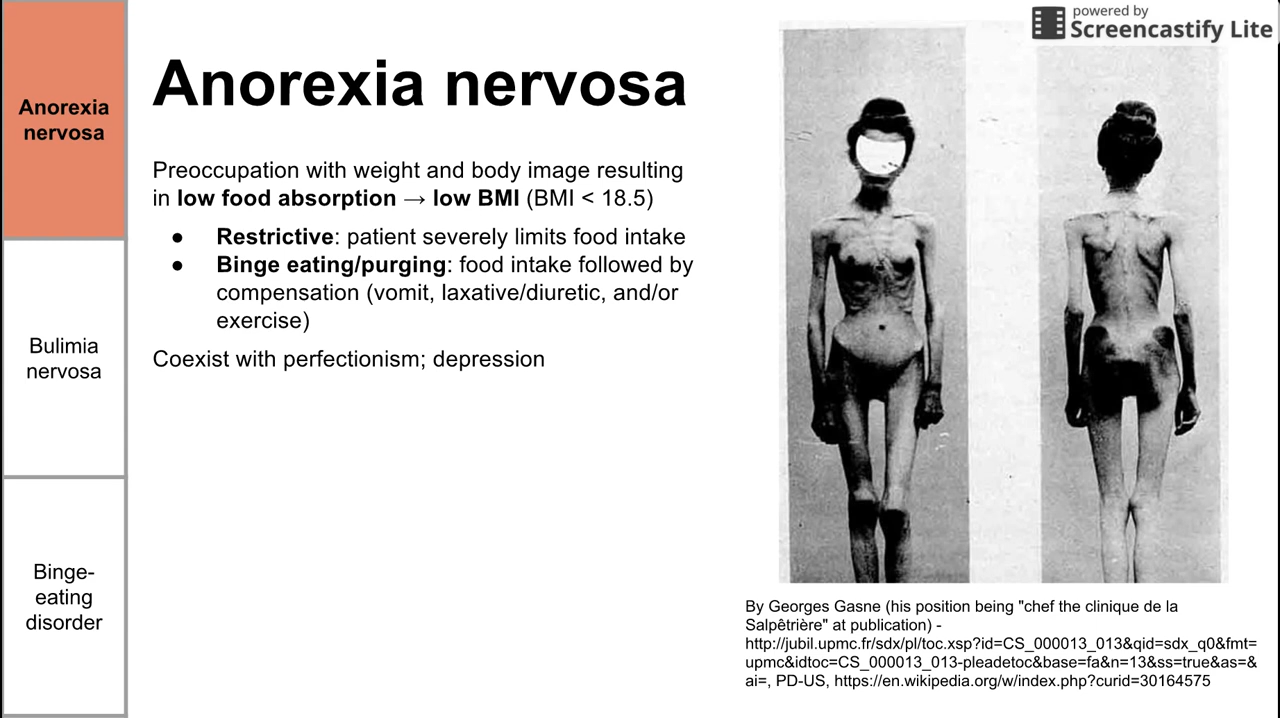 powered by
Screencastify Lite
Anorexia
nervosa
Bulimia
nervosa
Binge-
eating
disorder
Anorexia nervosa
Preoccupation with weight and body image resulting
in low food absorption → low BMI (BMI < 18.5)
● Restrictive: patient severely limits food intake
● Binge eating/purging: food intake followed by
compensation (vomit, laxative/diuretic, and/or
exercise)
Coexist with perfectionism; depression
By Georges Gasne (his position being "chef the clinique de la
Salpêtrière" at publication) -
http://jubil.upmc.fr/sdx/pl/toc.xsp?id=CS_000013_013&qid=sdx_q0&fmt=
upmc&idtoc=CS_000013_013-pleadetoc&base=fa&n=13&ss=true&as=&
ai=, PD-US, https://en.wikipedia.org/w/index.php?curid=30164575